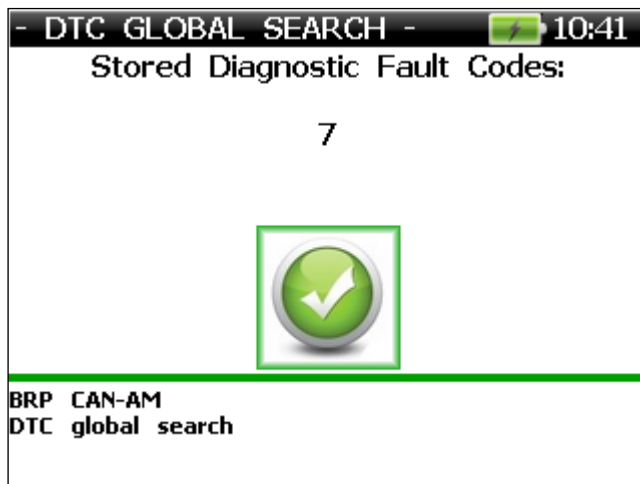 - DTC GLOBAL SEARCH - 10:41
Stored Diagnostic Fault Codes:
7
BRP CAN-AM
DTC global search